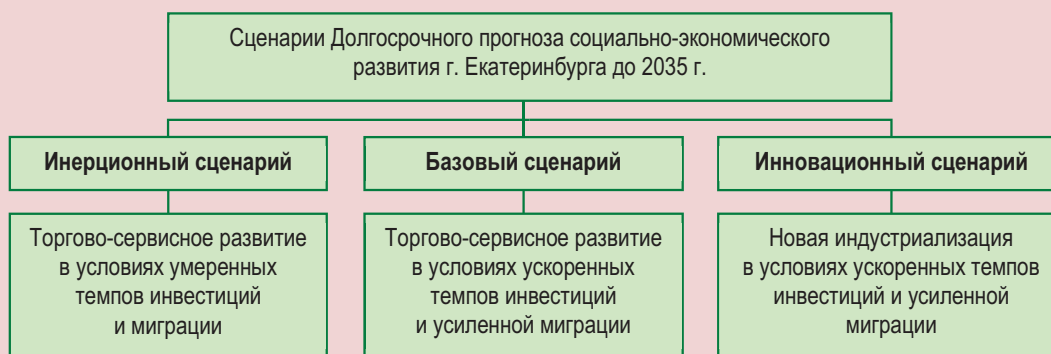 Сценарии Долгосрочного прогноза социально-экономического
развития г. Екатеринбурга до 2035 г.
Инерционный сценарий
Базовый сценарий
Инновационный сценарий
Торгово-сервисное развитие
в условиях умеренных
темпов инвестиций
и миграции
Торгово-сервисное развитие
в условиях ускоренных
темпов инвестиций
и усиленной миграции
Новая индустриализация
в условиях ускоренных темпов
инвестиций и усиленной
миграции